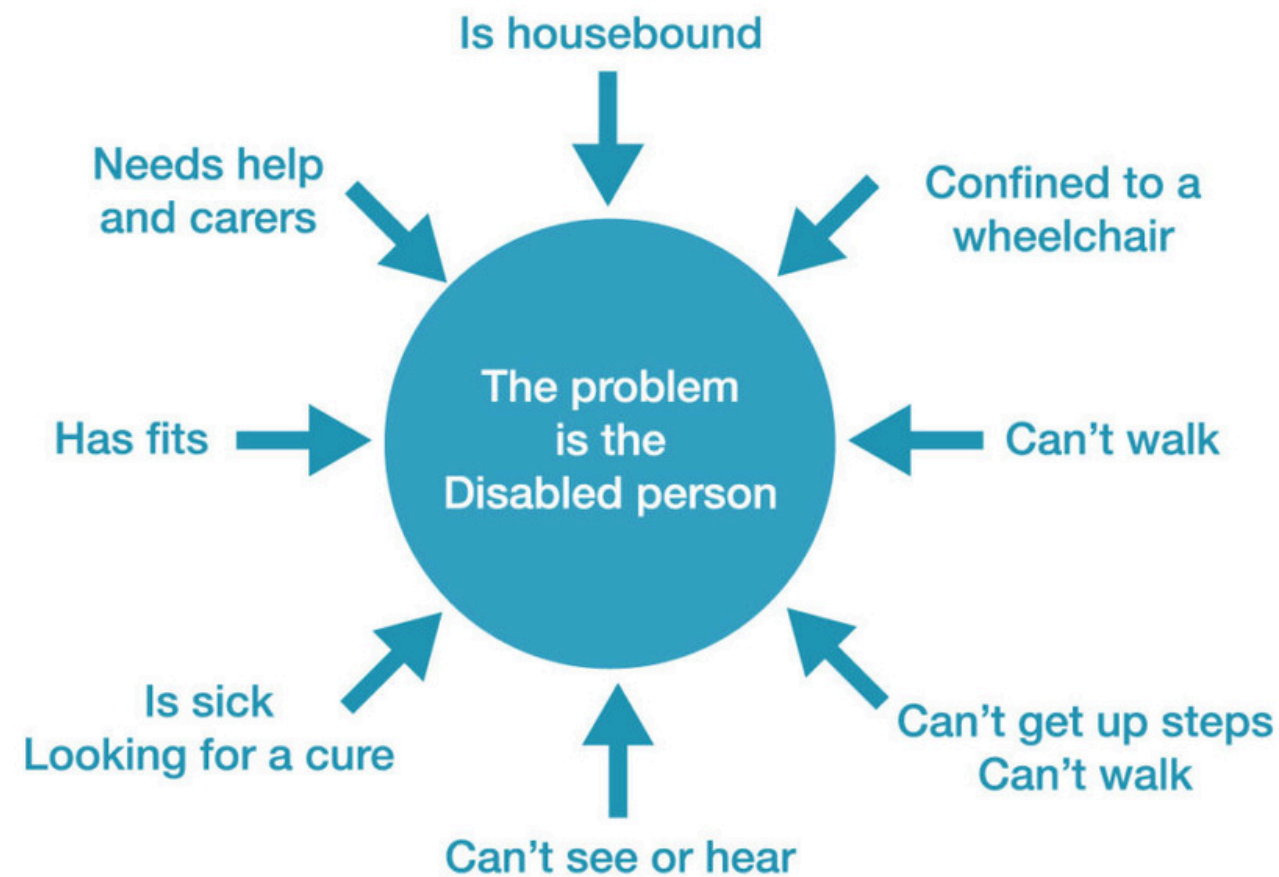 Is housebound
Needs help
and carers
Confined to a
wheelchair
The problem
is the
Disabled person
Has fits
Can’t walk
Is sick
Looking for a cure
Can’t get up steps
Can’t walk
Can’t see or hear